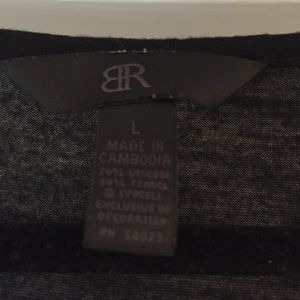 BR
L
MADE IN
CAMBODIA
70% VISCOSE
30% TENCEL
® LYOCELL
EXCLUSIVE OF
DECORATION
RN 54023